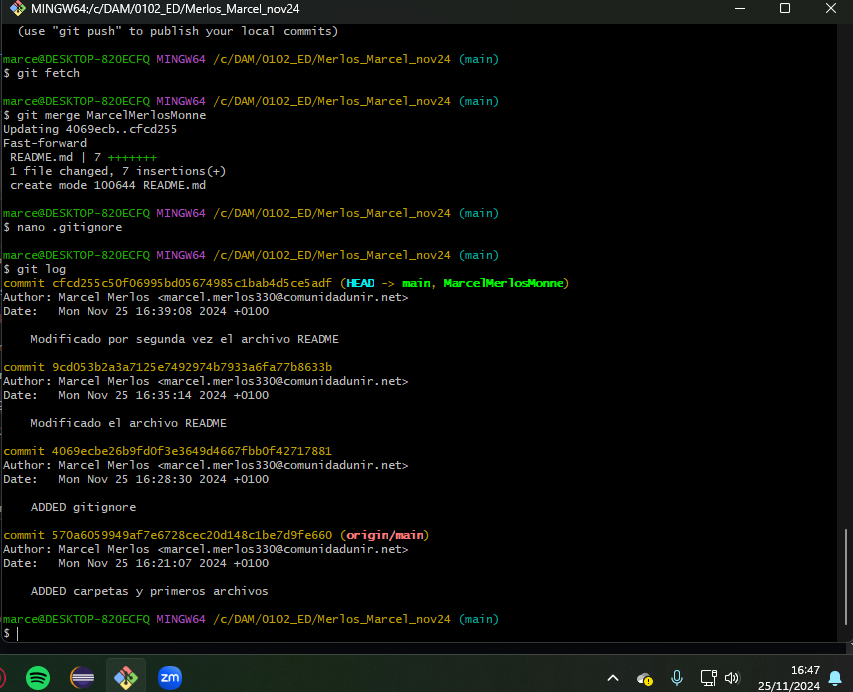 MINGW64:/c/DAM/0102_ED/Merlos_Marcel_nov24
(use "git push" to publish your local commits)
marce@DESKTOP-82OECFQ MINGW64 /c/DAM/0102_ED/Merlos_Marcel_nov24 (main)
$ git fetch
marce@DESKTOP-82OECFQ MINGW64 /c/DAM/0102_ED/Merlos_Marcel_nov24 (main)
$ git merge MarcelMerlosMonne
Updating 4069ecb..cfcd255
Fast-forward
README.md | 7 +++++++
1 file changed, 7 insertions(+)
create mode 100644 README.md
marce@DESKTOP-82OECFQ MINGW64 /c/DAM/0102_ED/Merlos_Marcel_nov24 (main)
$ nano .gitignore
marce@DESKTOP-82OECFQ MINGW64 /c/DAM/0102_ED/Merlos_Marcel_nov24 (main)
$ git log
commit cfcd255c50f06995bd05674985c1bab4d5ce5adf (HEAD -> main, MarcelMerlosMonne)
Author: Marcel Merlos <marcel.merlos330@comunidadunir.net>
Date:   Mon Nov 25 16:39:08 2024 +0100
Modificado por segunda vez el archivo README
commit 9cd053b2a3a7125e7492974b7933a6fa77b8633b
Author: Marcel Merlos <marcel.merlos330@comunidadunir.net>
Date:   Mon Nov 25 16:35:14 2024 +0100
Modificado el archivo README
commit 4069ecbe26b9fd0f3e3649d4667fbb0f42717881
Author: Marcel Merlos <marcel.merlos330@comunidadunir.net>
Date:   Mon Nov 25 16:28:30 2024 +0100
ADDED gitignore
commit 570a6059949af7e6728cec20d148c1be7d9fe660 (origin/main)
Author: Marcel Merlos <marcel.merlos330@comunidadunir.net>
Date:   Mon Nov 25 16:21:07 2024 +0100
ADDED carpetas y primeros archivos
marce@DESKTOP-82OECFQ MINGW64 /c/DAM/0102_ED/Merlos_Marcel_nov24 (main)
$
zm
16:47
25/11/2024